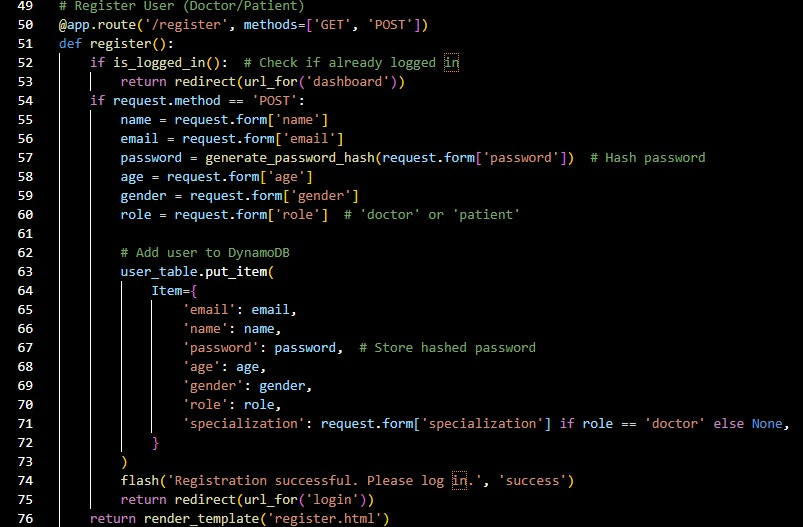 49 # Register User (Doctor/Patient)
50 @app.route('/register', methods=['GET', 'POST'])
51 def register():
52     if is_logged_in():  # Check if already logged in
53         return redirect(url_for('dashboard'))
54     if request.method == 'POST':
55         name = request.form['name']
56         email = request.form['email']
57         password = generate_password_hash(request.form['password'])  # Hash password
58         age = request.form['age']
59         gender = request.form['gender']
60         role = request.form['role']  # 'doctor' or 'patient'
61
62         # Add user to DynamoDB
63         user_table.put_item(
64             Item={
65                 'email': email,
66                 'name': name,
67                 'password': password,  # Store hashed password
68                 'age': age,
69                 'gender': gender,
70                 'role': role,
71                 'specialization': request.form['specialization'] if role == 'doctor' else None,
72             }
73         )
74         flash('Registration successful. Please log in.', 'success')
75         return redirect(url_for('login'))
76     return render_template('register.html')